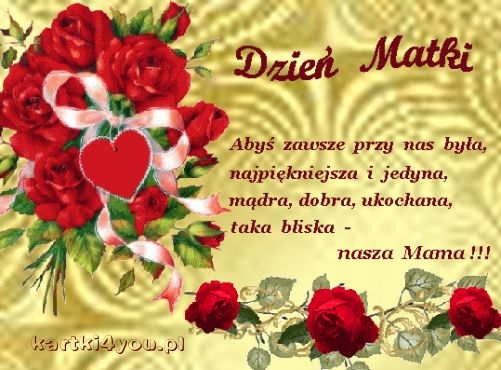 Dzień Matki
Abyś zawsze przy nas była,
najpiękniejsza i jedyna,
mądra, dobra, ukochana,
taka bliska -
nasza Mama !!!
kartki4you.pl